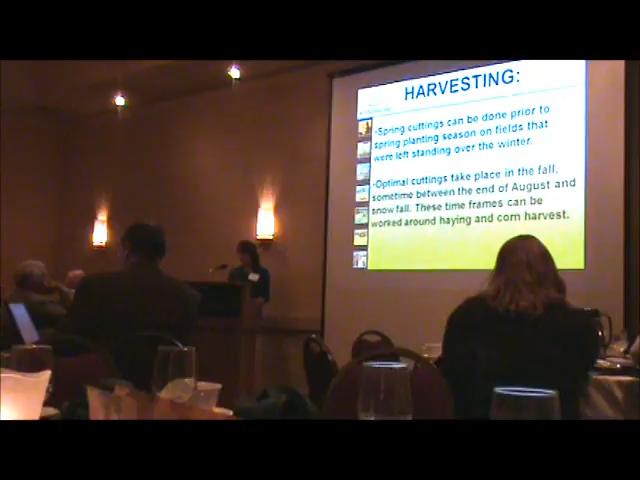 HARVESTING:
-Spring cuttings can be done prior to
spring planting season on fields that
were left standing over the winter.
-Optimal cuttings take place in the fall,
sometime between the end of August and
snow fall. These time frames can be
worked around haying and corn harvest.